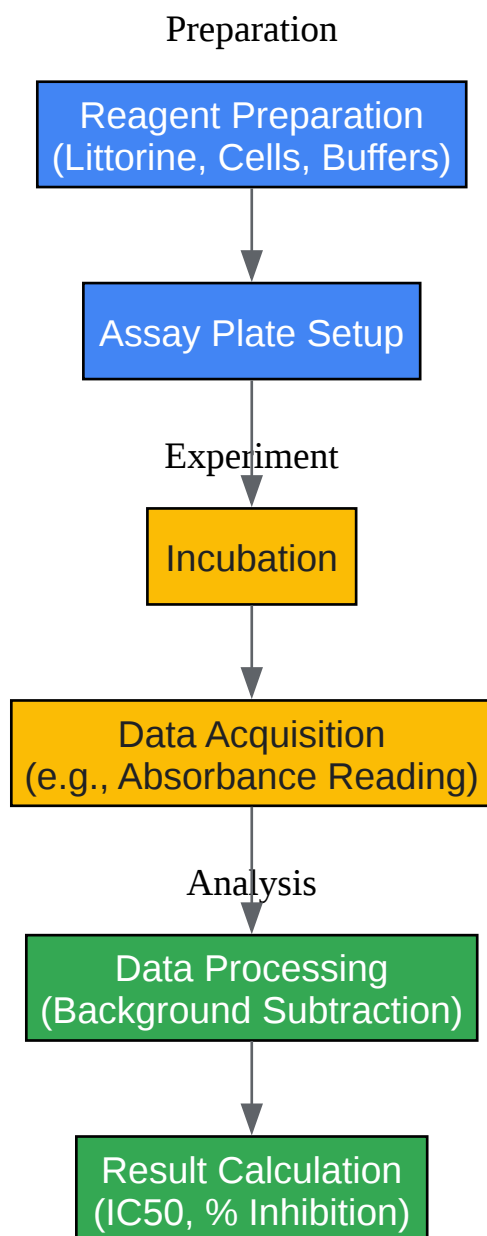 Preparation
Reagent Preparation
(Littorine, Cells, Buffers)
Assay Plate Setup
Experiment
Incubation
Data Acquisition
(e.g., Absorbance Reading)
Analysis
Data Processing
(Background Subtraction)
Result Calculation
(IC50, % Inhibition)